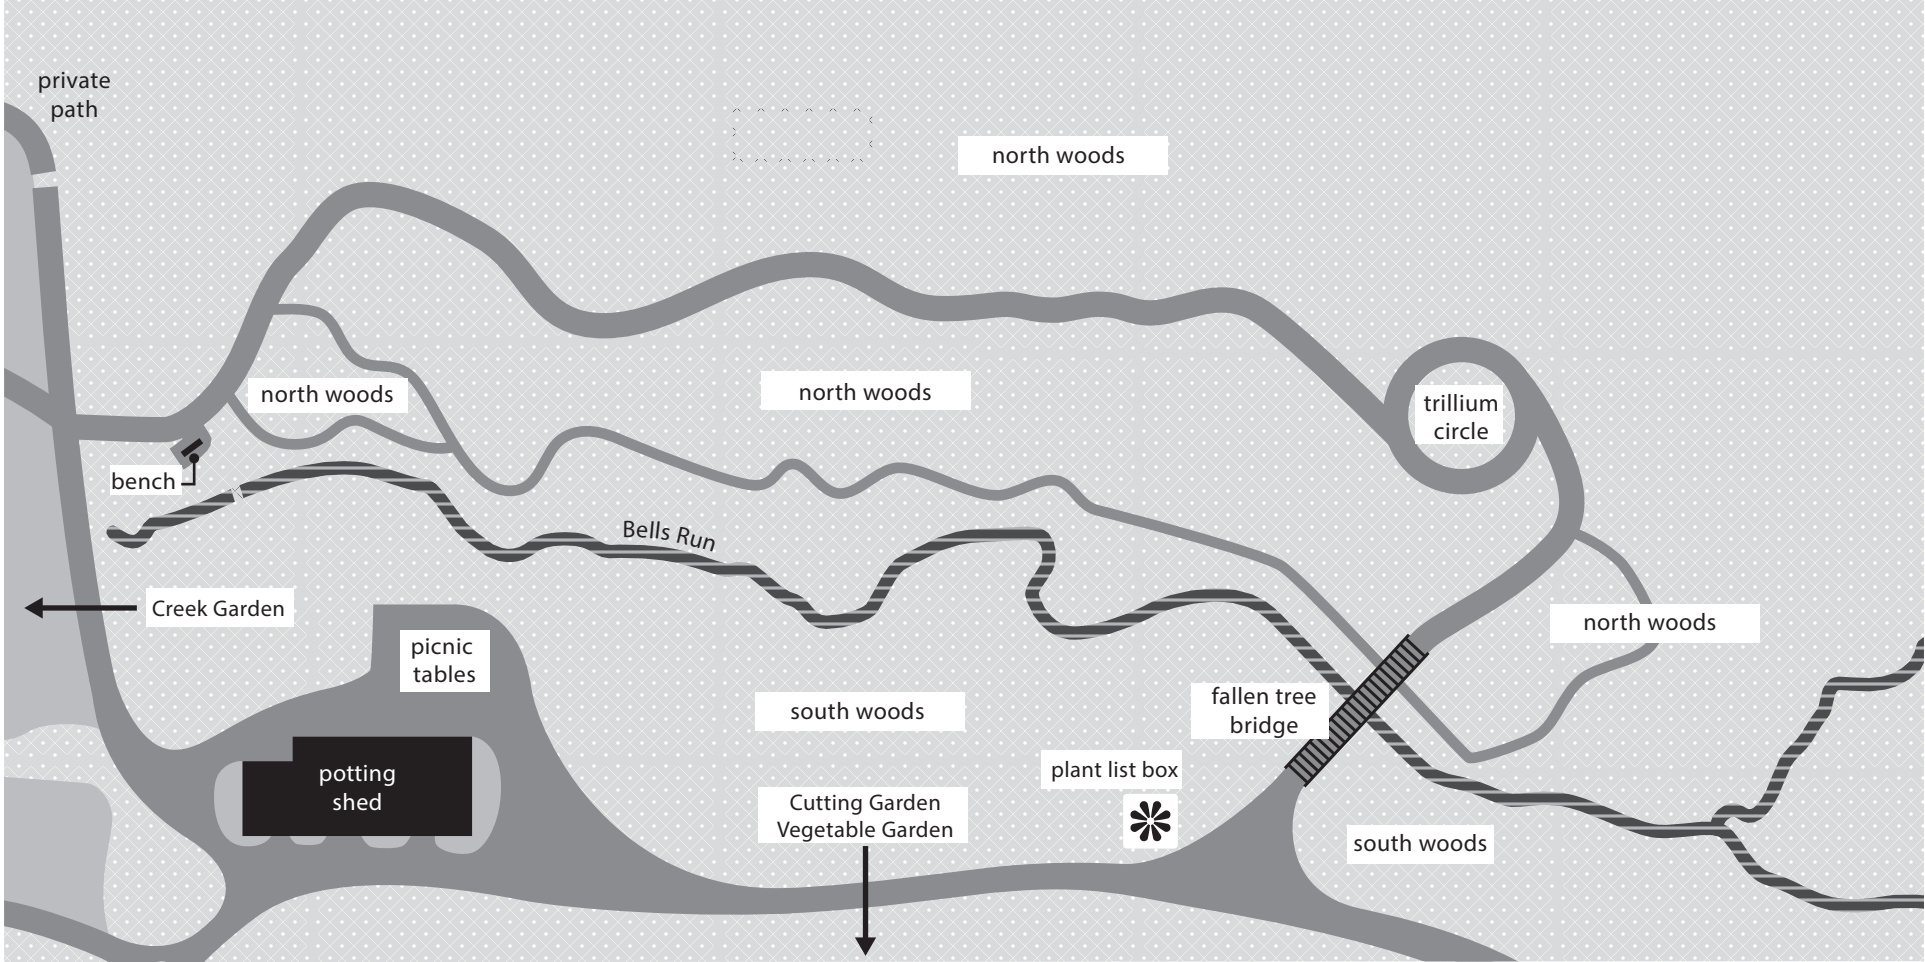 private
path
north woods
north woods
north woods
trillium
circle
bench
Bells Run
Creek Garden
north woods
picnic
tables
south woods
fallen tree
bridge
plant list box
potting
shed
Cutting Garden
Vegetable Garden
south woods